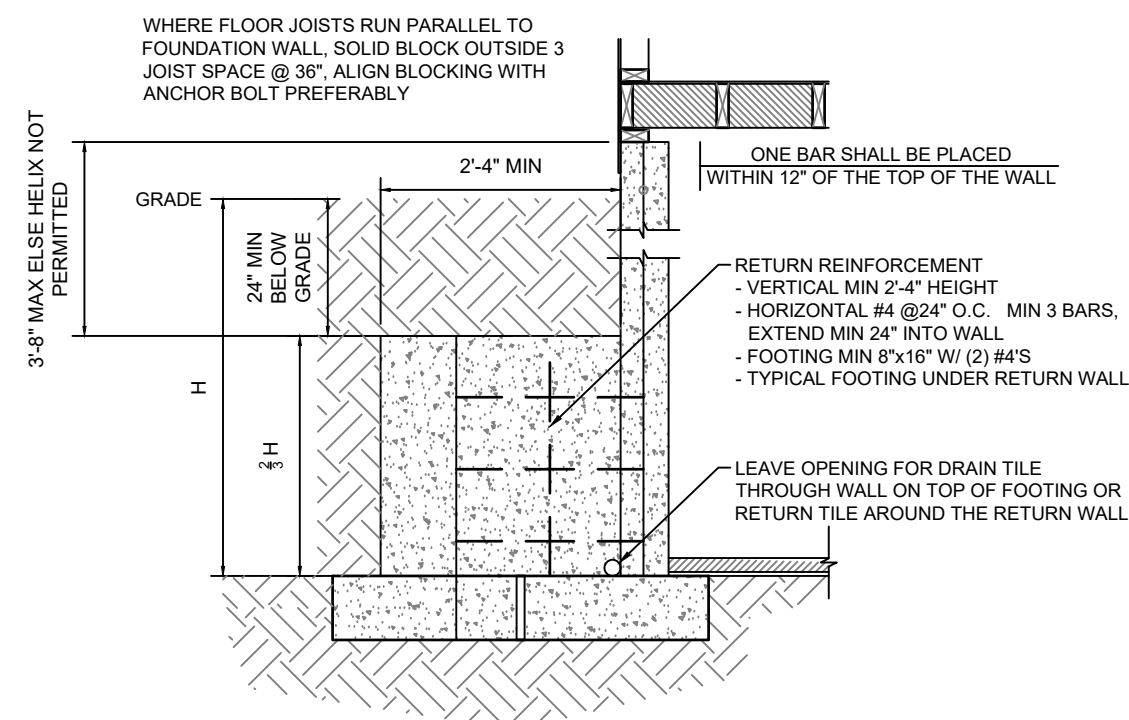 WHERE FLOOR JOISTS RUN PARALLEL TO
FOUNDATION WALL, SOLID BLOCK OUTSIDE 3
JOIST SPACE @ 36", ALIGN BLOCKING WITH
ANCHOR BOLT PREFERABLY
3'-8" MAX ELSE HELIX NOT
PERMITTED
GRADE
2'-4" MIN
24" MIN
BELOW
GRADE
H
2/3 H
ONE BAR SHALL BE PLACED
WITHIN 12" OF THE TOP OF THE WALL
RETURN REINFORCEMENT
- VERTICAL MIN 2'-4" HEIGHT
- HORIZONTAL #4 @24" O.C. MIN 3 BARS,
EXTEND MIN 24" INTO WALL
- FOOTING MIN 8"x16" W/ (2) #4'S
- TYPICAL FOOTING UNDER RETURN WALL
LEAVE OPENING FOR DRAIN TILE
THROUGH WALL ON TOP OF FOOTING OR
RETURN TILE AROUND THE RETURN WALL